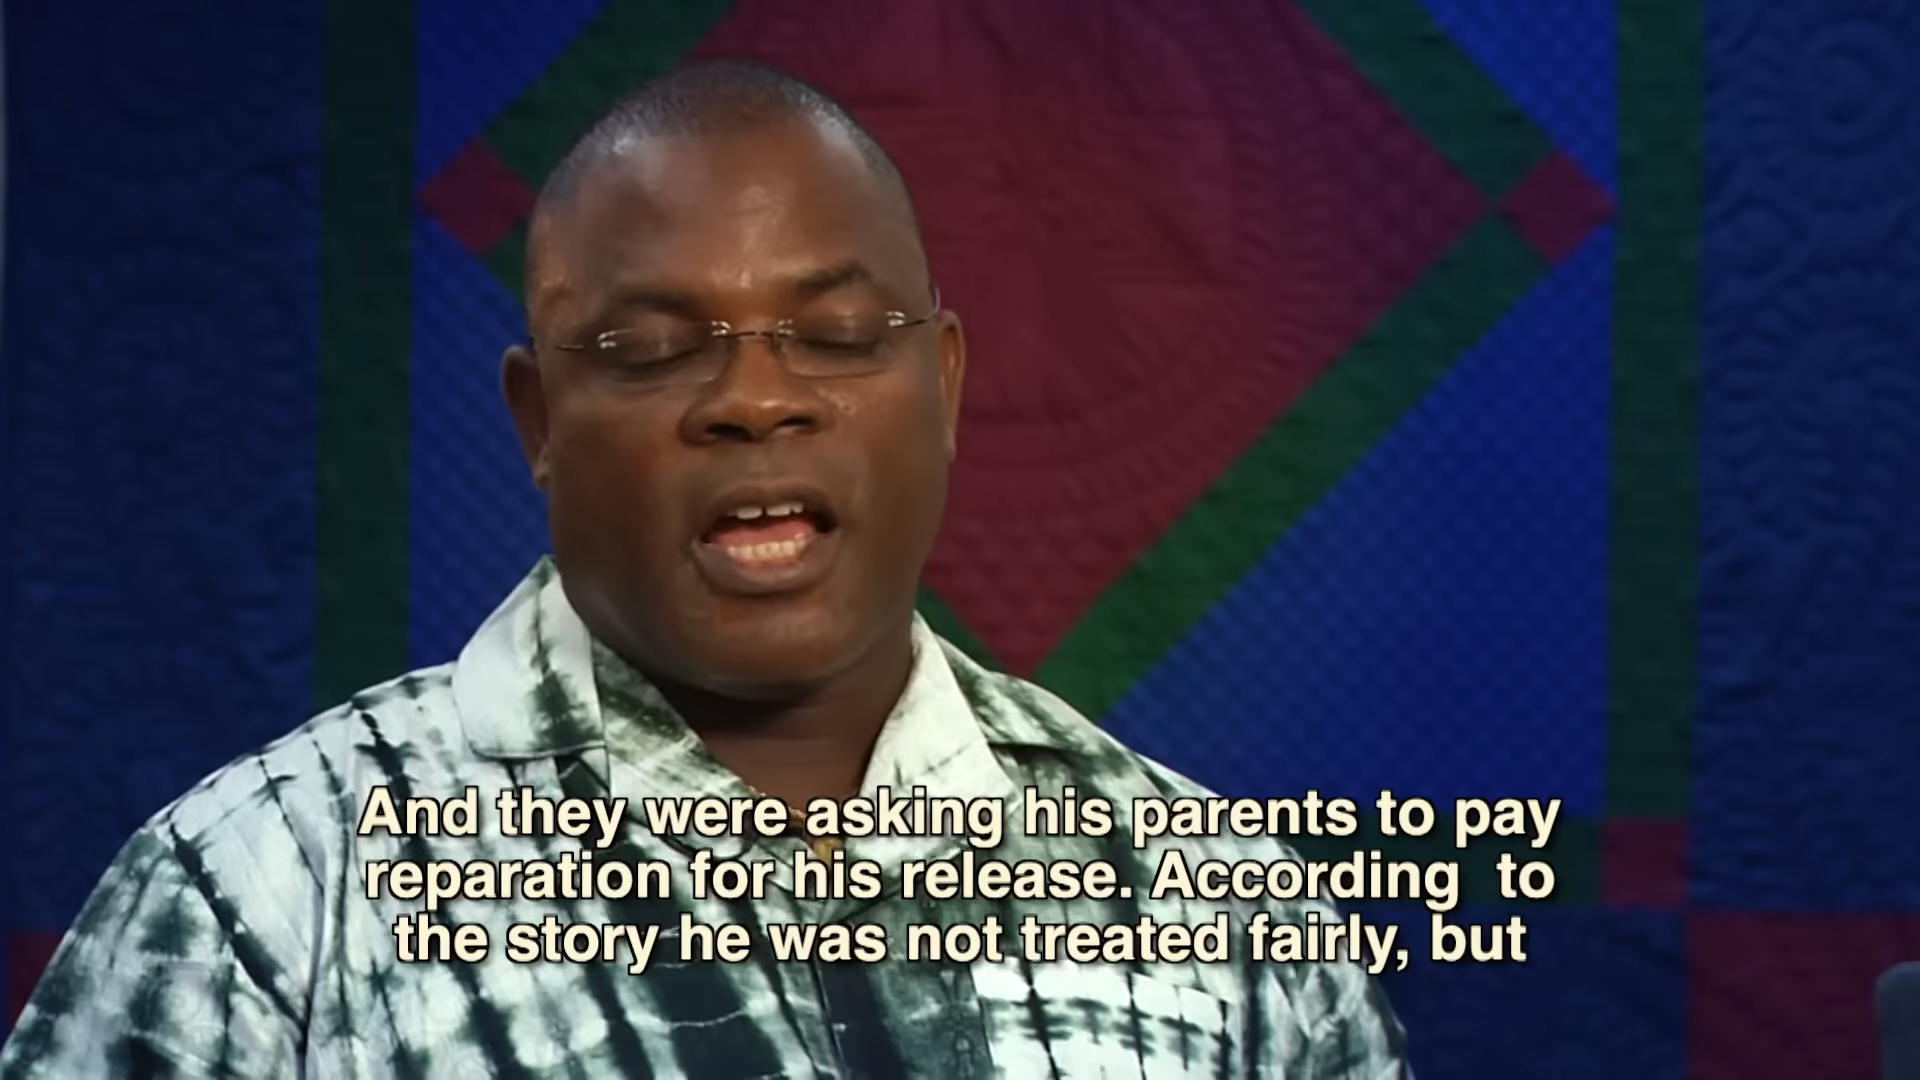 And they were asking his parents to pay
reparation for his release. According  to
the story he was not treated fairly, but